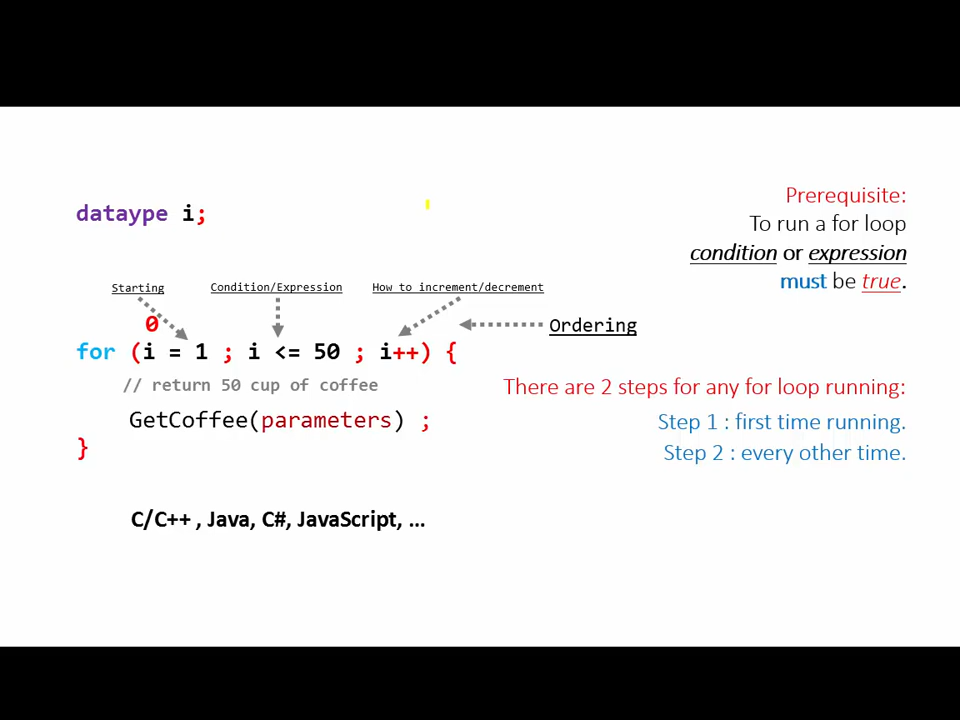 dataype i;
Starting
Condition/Expression
How to increment/decrement
0
Ordering
for (i = 1 ; i <= 50 ; i++) {
// return 50 cup of coffee
GetCoffee(parameters) ;
}
C/C++ , Java, C#, JavaScript, ...
Prerequisite:
To run a for loop
condition or expression
must be true.
There are 2 steps for any for loop running:
Step 1 : first time running.
Step 2 : every other time.